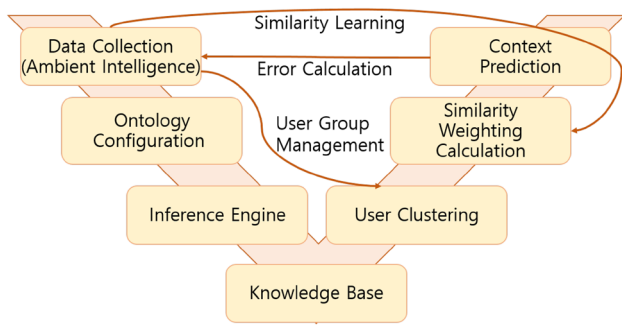 Similarity Learning
Data Collection
(Ambient Intelligence)
Error Calculation
Context
Prediction
Ontology
Configuration
User Group
Management
Similarity
Weighting
Calculation
Inference Engine
User Clustering
Knowledge Base